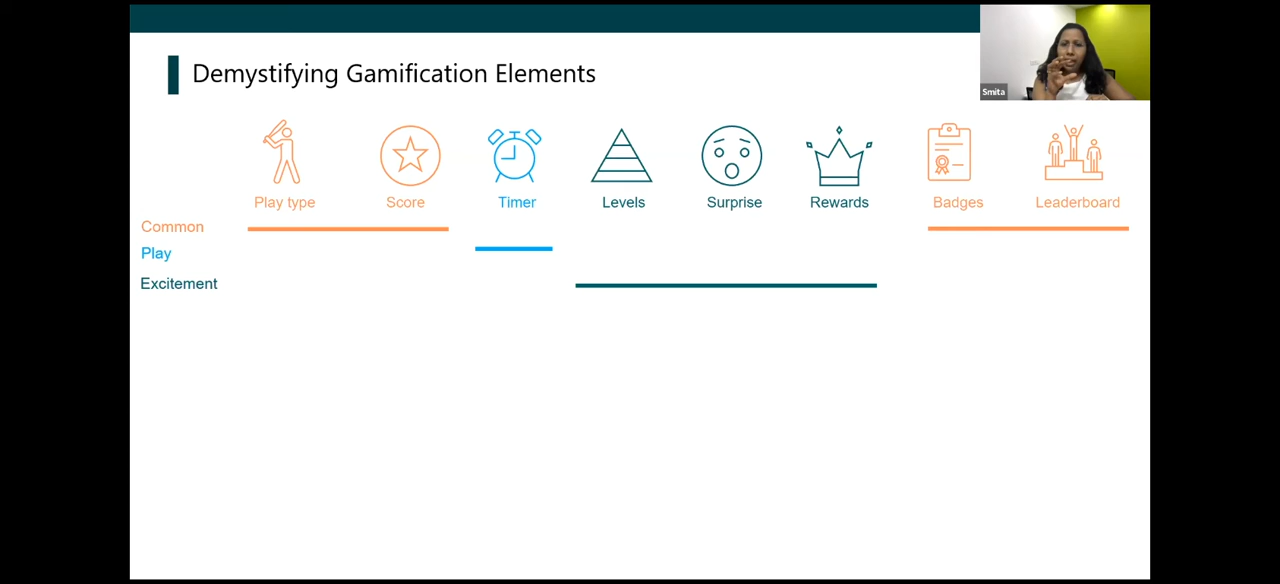 Demystifying Gamification Elements
Smita
Play type Score Timer Levels Surprise Rewards Badges Leaderboard
Common
Play
Excitement